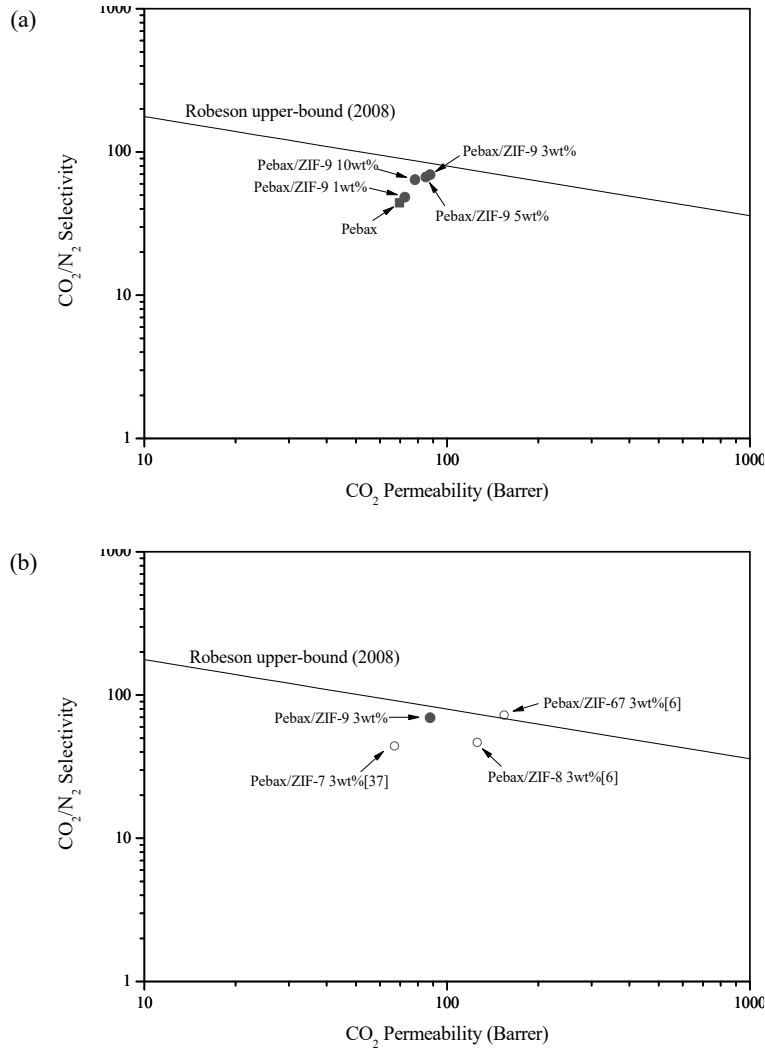 (a)
1000
Robeson upper-bound (2008)
100
Pebax/ZIF-9 3wt%
Pebax/ZIF-9 10wt%
Pebax/ZIF-9 1wt%
Pebax/ZIF-9 5wt%
Pebax
CO2/N2 Selectivity
10
1
10
100
1000
CO2 Permeability (Barrer)
(b)
1000
Robeson upper-bound (2008)
100
Pebax/ZIF-67 3wt%[6]
Pebax/ZIF-9 3wt%
Pebax/ZIF-7 3wt%[37]
Pebax/ZIF-8 3wt%[6]
CO2/N2 Selectivity
10
1
10
100
1000
CO2 Permeability (Barrer)